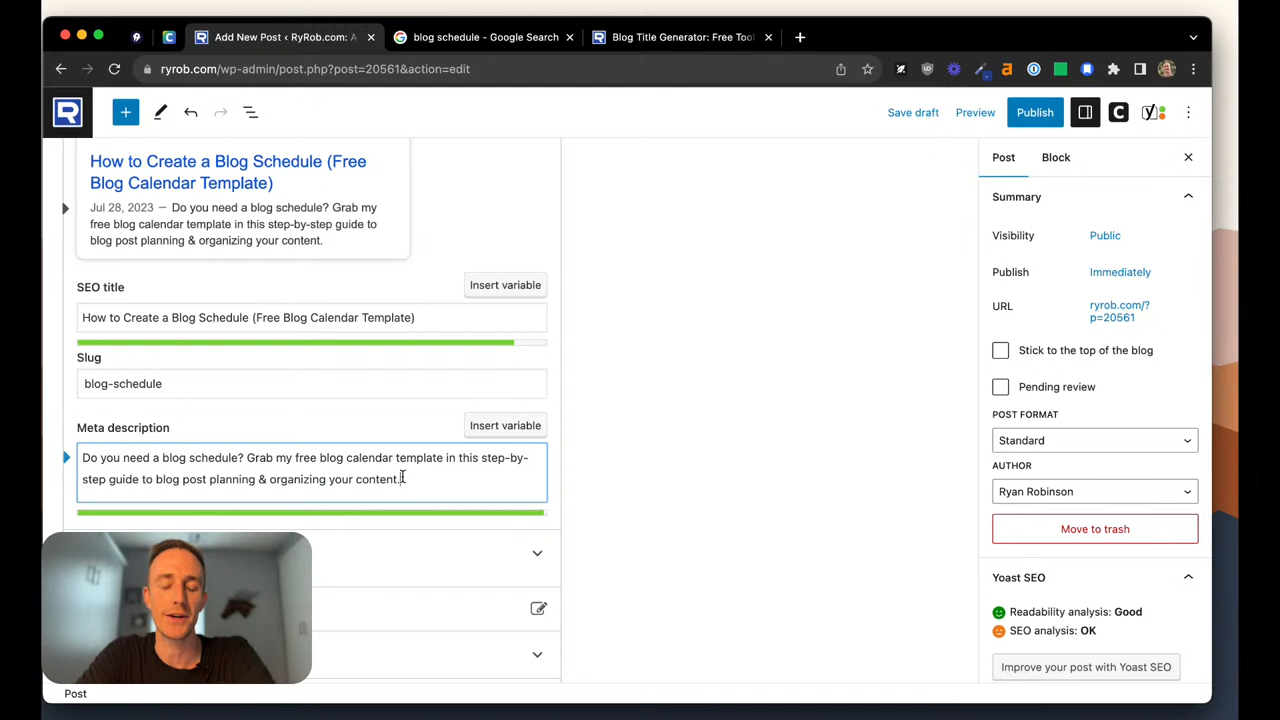 Add New Post < RyRob.com: A
blog schedule - Google Search
Blog Title Generator: Free Tool
ryrob.com/wp-admin/post.php?post=20561&action=edit
Save draft
Preview
Publish
How to Create a Blog Schedule (Free
Blog Calendar Template)
Jul 28, 2023 — Do you need a blog schedule? Grab my
free blog calendar template in this step-by-step guide to
blog post planning & organizing your content.
SEO title
Insert variable
How to Create a Blog Schedule (Free Blog Calendar Template)
Slug
blog-schedule
Meta description
Insert variable
Do you need a blog schedule? Grab my free blog calendar template in this step-by-
step guide to blog post planning & organizing your content.
Post
Post
Block
Summary
Visibility
Public
Publish
Immediately
URL
ryrob.com/?
p=20561
Stick to the top of the blog
Pending review
POST FORMAT
Standard
AUTHOR
Ryan Robinson
Move to trash
Yoast SEO
Readability analysis: Good
SEO analysis: OK
Improve your post with Yoast SEO